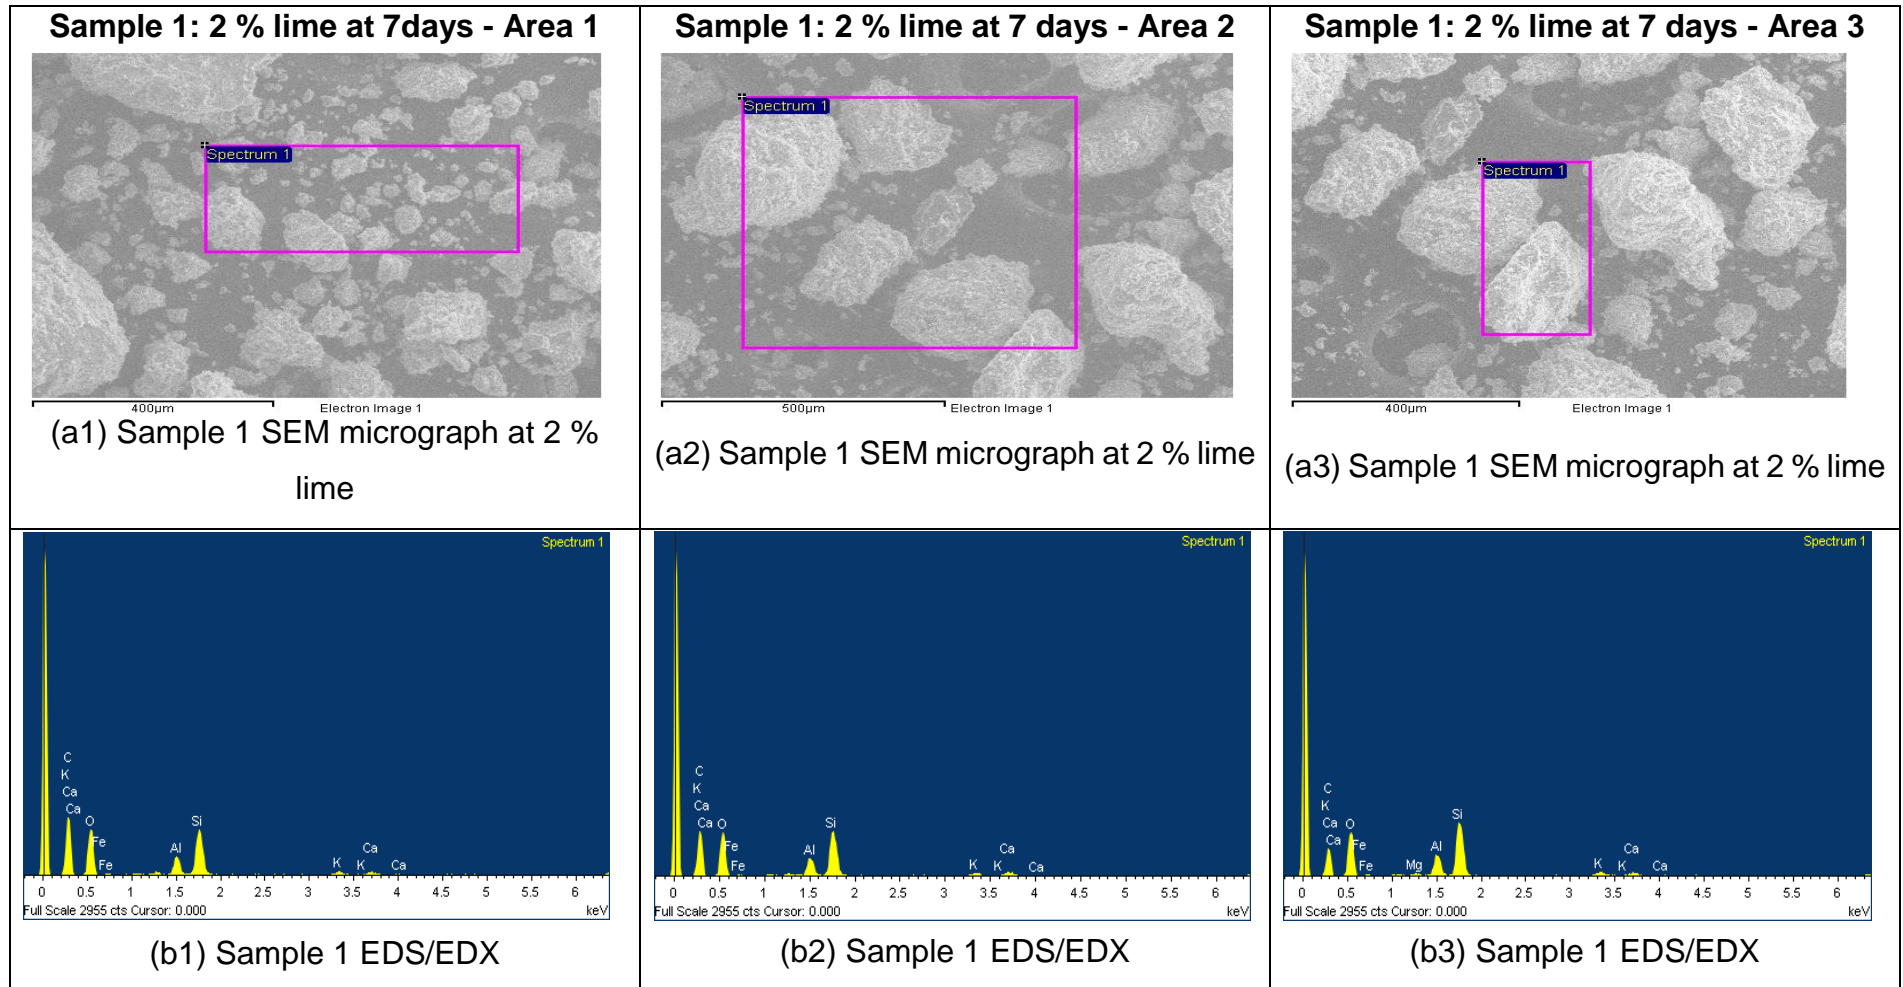 Sample 1: 2 % lime at 7days - Area 1
Spectrum 1
400µm
Electron Image 1
(a1) Sample 1 SEM micrograph at 2 %
lime
Sample 1: 2 % lime at 7 days - Area 2
Spectrum 1
500µm
Electron Image 1
(a2) Sample 1 SEM micrograph at 2 % lime
Sample 1: 2 % lime at 7 days - Area 3
Spectrum 1
400µm
Electron Image 1
(a3) Sample 1 SEM micrograph at 2 % lime
Spectrum 1
C
K
Ca
Ca
O
Fe
Fe
Al
Si
K
K
Ca
Ca
0 0.5 1 1.5 2 2.5 3 3.5 4 4.5 5 5.5 6
Full Scale 2955 cts Cursor: 0.000 keV
(b1) Sample 1 EDS/EDX
Spectrum 1
C
K
Ca
Ca O
Fe
Fe
Al
Si
K
K
Ca
Ca
0 0.5 1 1.5 2 2.5 3 3.5 4 4.5 5 5.5 6
Full Scale 2955 cts Cursor: 0.000 keV
(b2) Sample 1 EDS/EDX
Spectrum 1
C
K
Ca
Ca
O
Fe
Fe
Mg
Al
Si
K
K
Ca
Ca
0 0.5 1 1.5 2 2.5 3 3.5 4 4.5 5 5.5 6
Full Scale 2955 cts Cursor: 0.000 keV
(b3) Sample 1 EDS/EDX